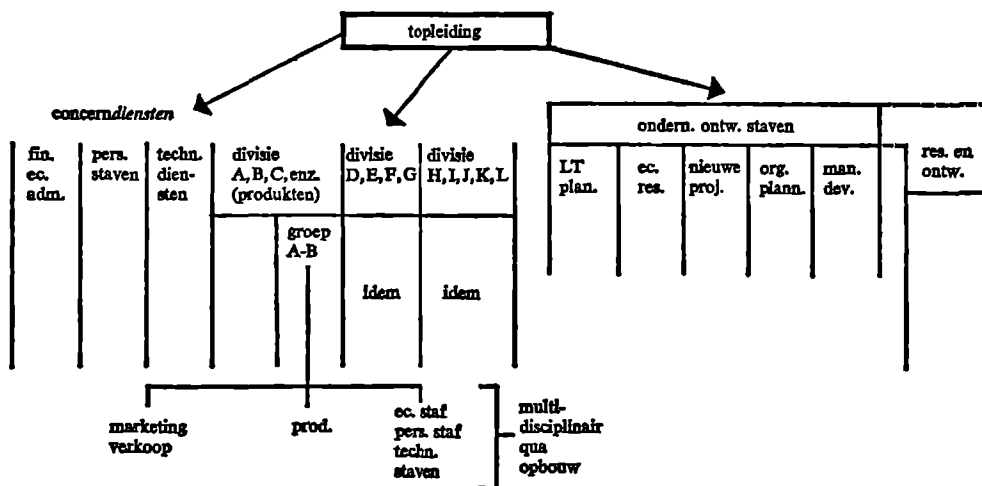 topleiding
concerndiensten
fin.
ec.
adm.
pers.
staven
techn.
dien-
sten
divisie
A, B, C, enz.
(produkten)
divisie
D, E, F, G
divisie
H, I, J, K, L
groep
A-B
idem
idem
ondern. ontw. staven
LT
plan.
ec.
res.
nieuwe
proj.
org.
plann.
man.
dev.
res. en
ontw.
marketing
verkoop
prod.
ec. staf
pers. staf
techn.
staven
multi-
disciplinair
qua
opbouw